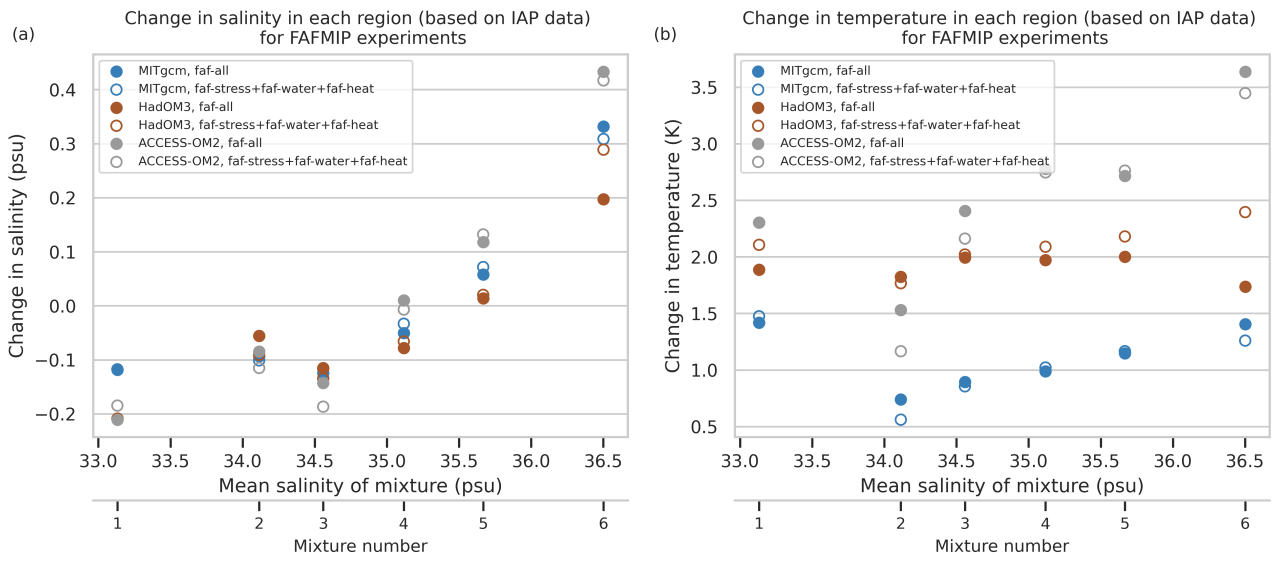 (a)
Change in salinity in each region (based on IAP data)
for FAFMIP experiments
MITgcm, faf-all
MITgcm, faf-stress+faf-water+faf-heat
HadOM3, faf-all
HadOM3, faf-stress+faf-water+faf-heat
ACCESS-OM2, faf-all
ACCESS-OM2, faf-stress+faf-water+faf-heat
Change in salinity (psu)
0.4
0.3
0.2
0.1
0.0
−0.1
−0.2
33.0 33.5 34.0 34.5 35.0 35.5 36.0 36.5
Mean salinity of mixture (psu)
1 2 3 4 5 6
Mixture number
(b)
Change in temperature in each region (based on IAP data)
for FAFMIP experiments
MITgcm, faf-all
MITgcm, faf-stress+faf-water+faf-heat
HadOM3, faf-all
HadOM3, faf-stress+faf-water+faf-heat
ACCESS-OM2, faf-all
ACCESS-OM2, faf-stress+faf-water+faf-heat
Change in temperature (K)
3.5
3.0
2.5
2.0
1.5
1.0
0.5
33.0 33.5 34.0 34.5 35.0 35.5 36.0 36.5
Mean salinity of mixture (psu)
1 2 3 4 5 6
Mixture number